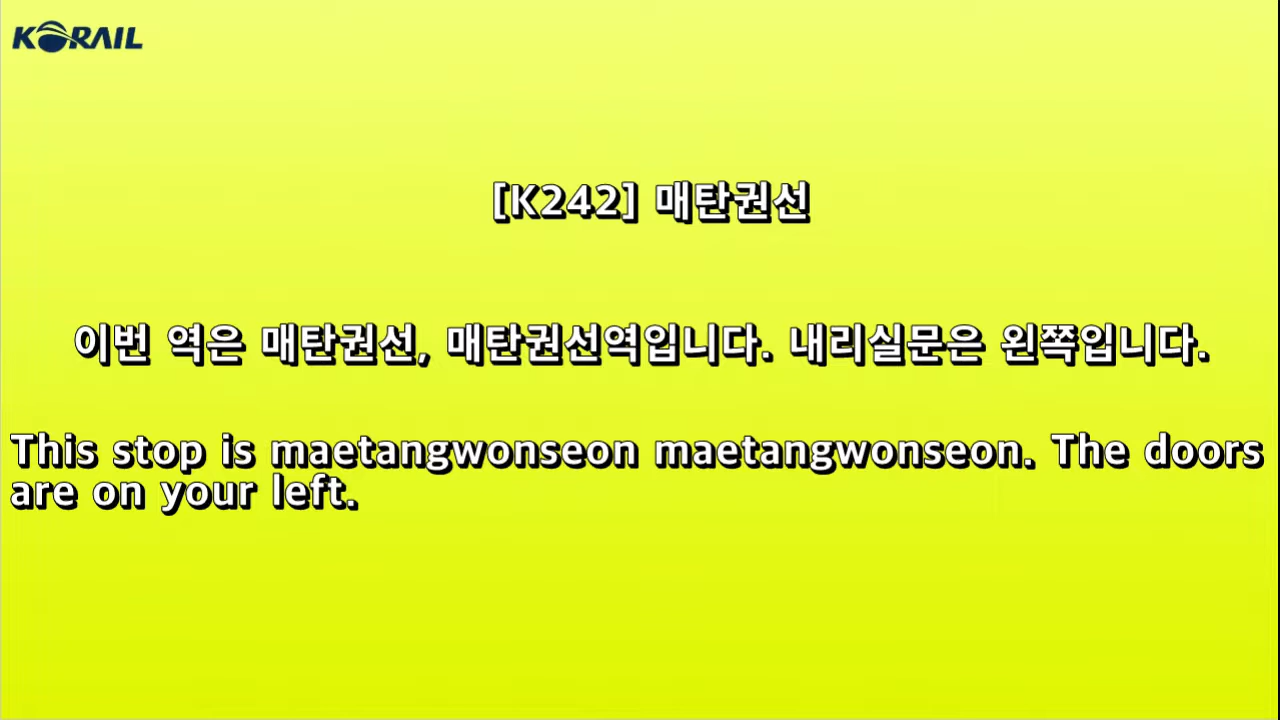 KORAIL
[K242] 매탄권선
이번 역은 매탄권선, 매탄권선역입니다. 내리실문은 왼쪽입니다.
This stop is maetangwonseon maetangwonseon. The doors
are on your left.